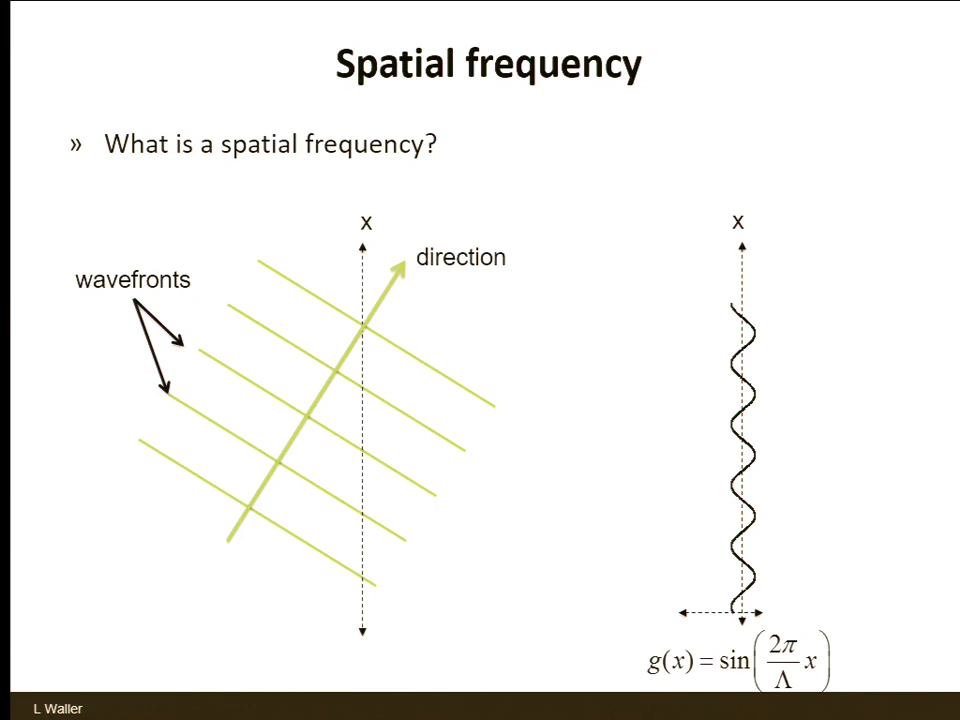 Spatial frequency
» What is a spatial frequency?
x
x
direction
wavefronts
g(x) = sin(2π/Λ x)
L Waller